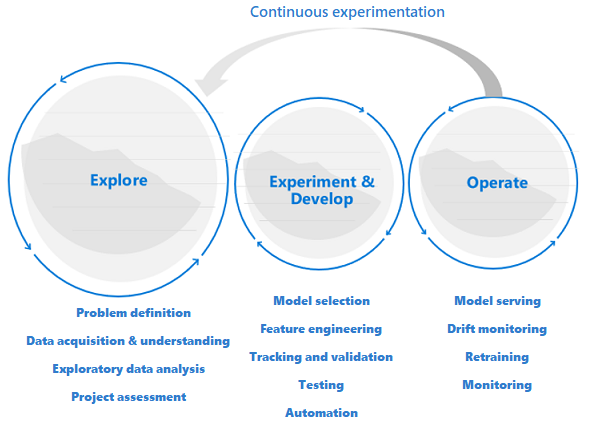 Continuous experimentation
Explore
Experiment &
Develop
Operate
Problem definition
Data acquisition & understanding
Exploratory data analysis
Project assessment
Model selection
Feature engineering
Tracking and validation
Testing
Automation
Model serving
Drift monitoring
Retraining
Monitoring